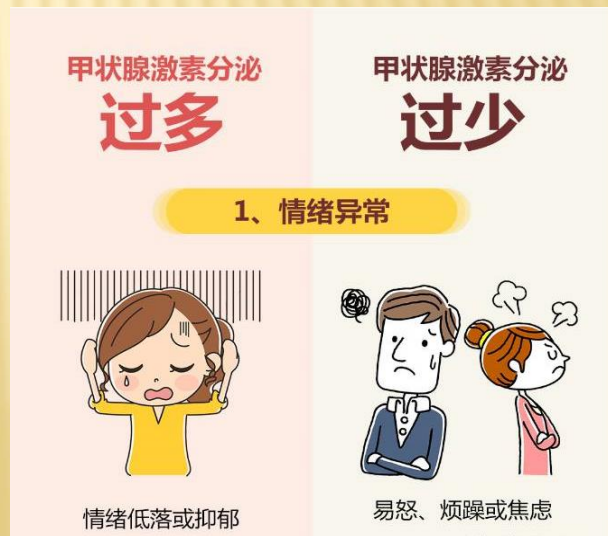 甲状腺激素分泌
过多
甲状腺激素分泌
过少
1、情绪异常
情绪低落或抑郁
易怒、烦躁或焦虑